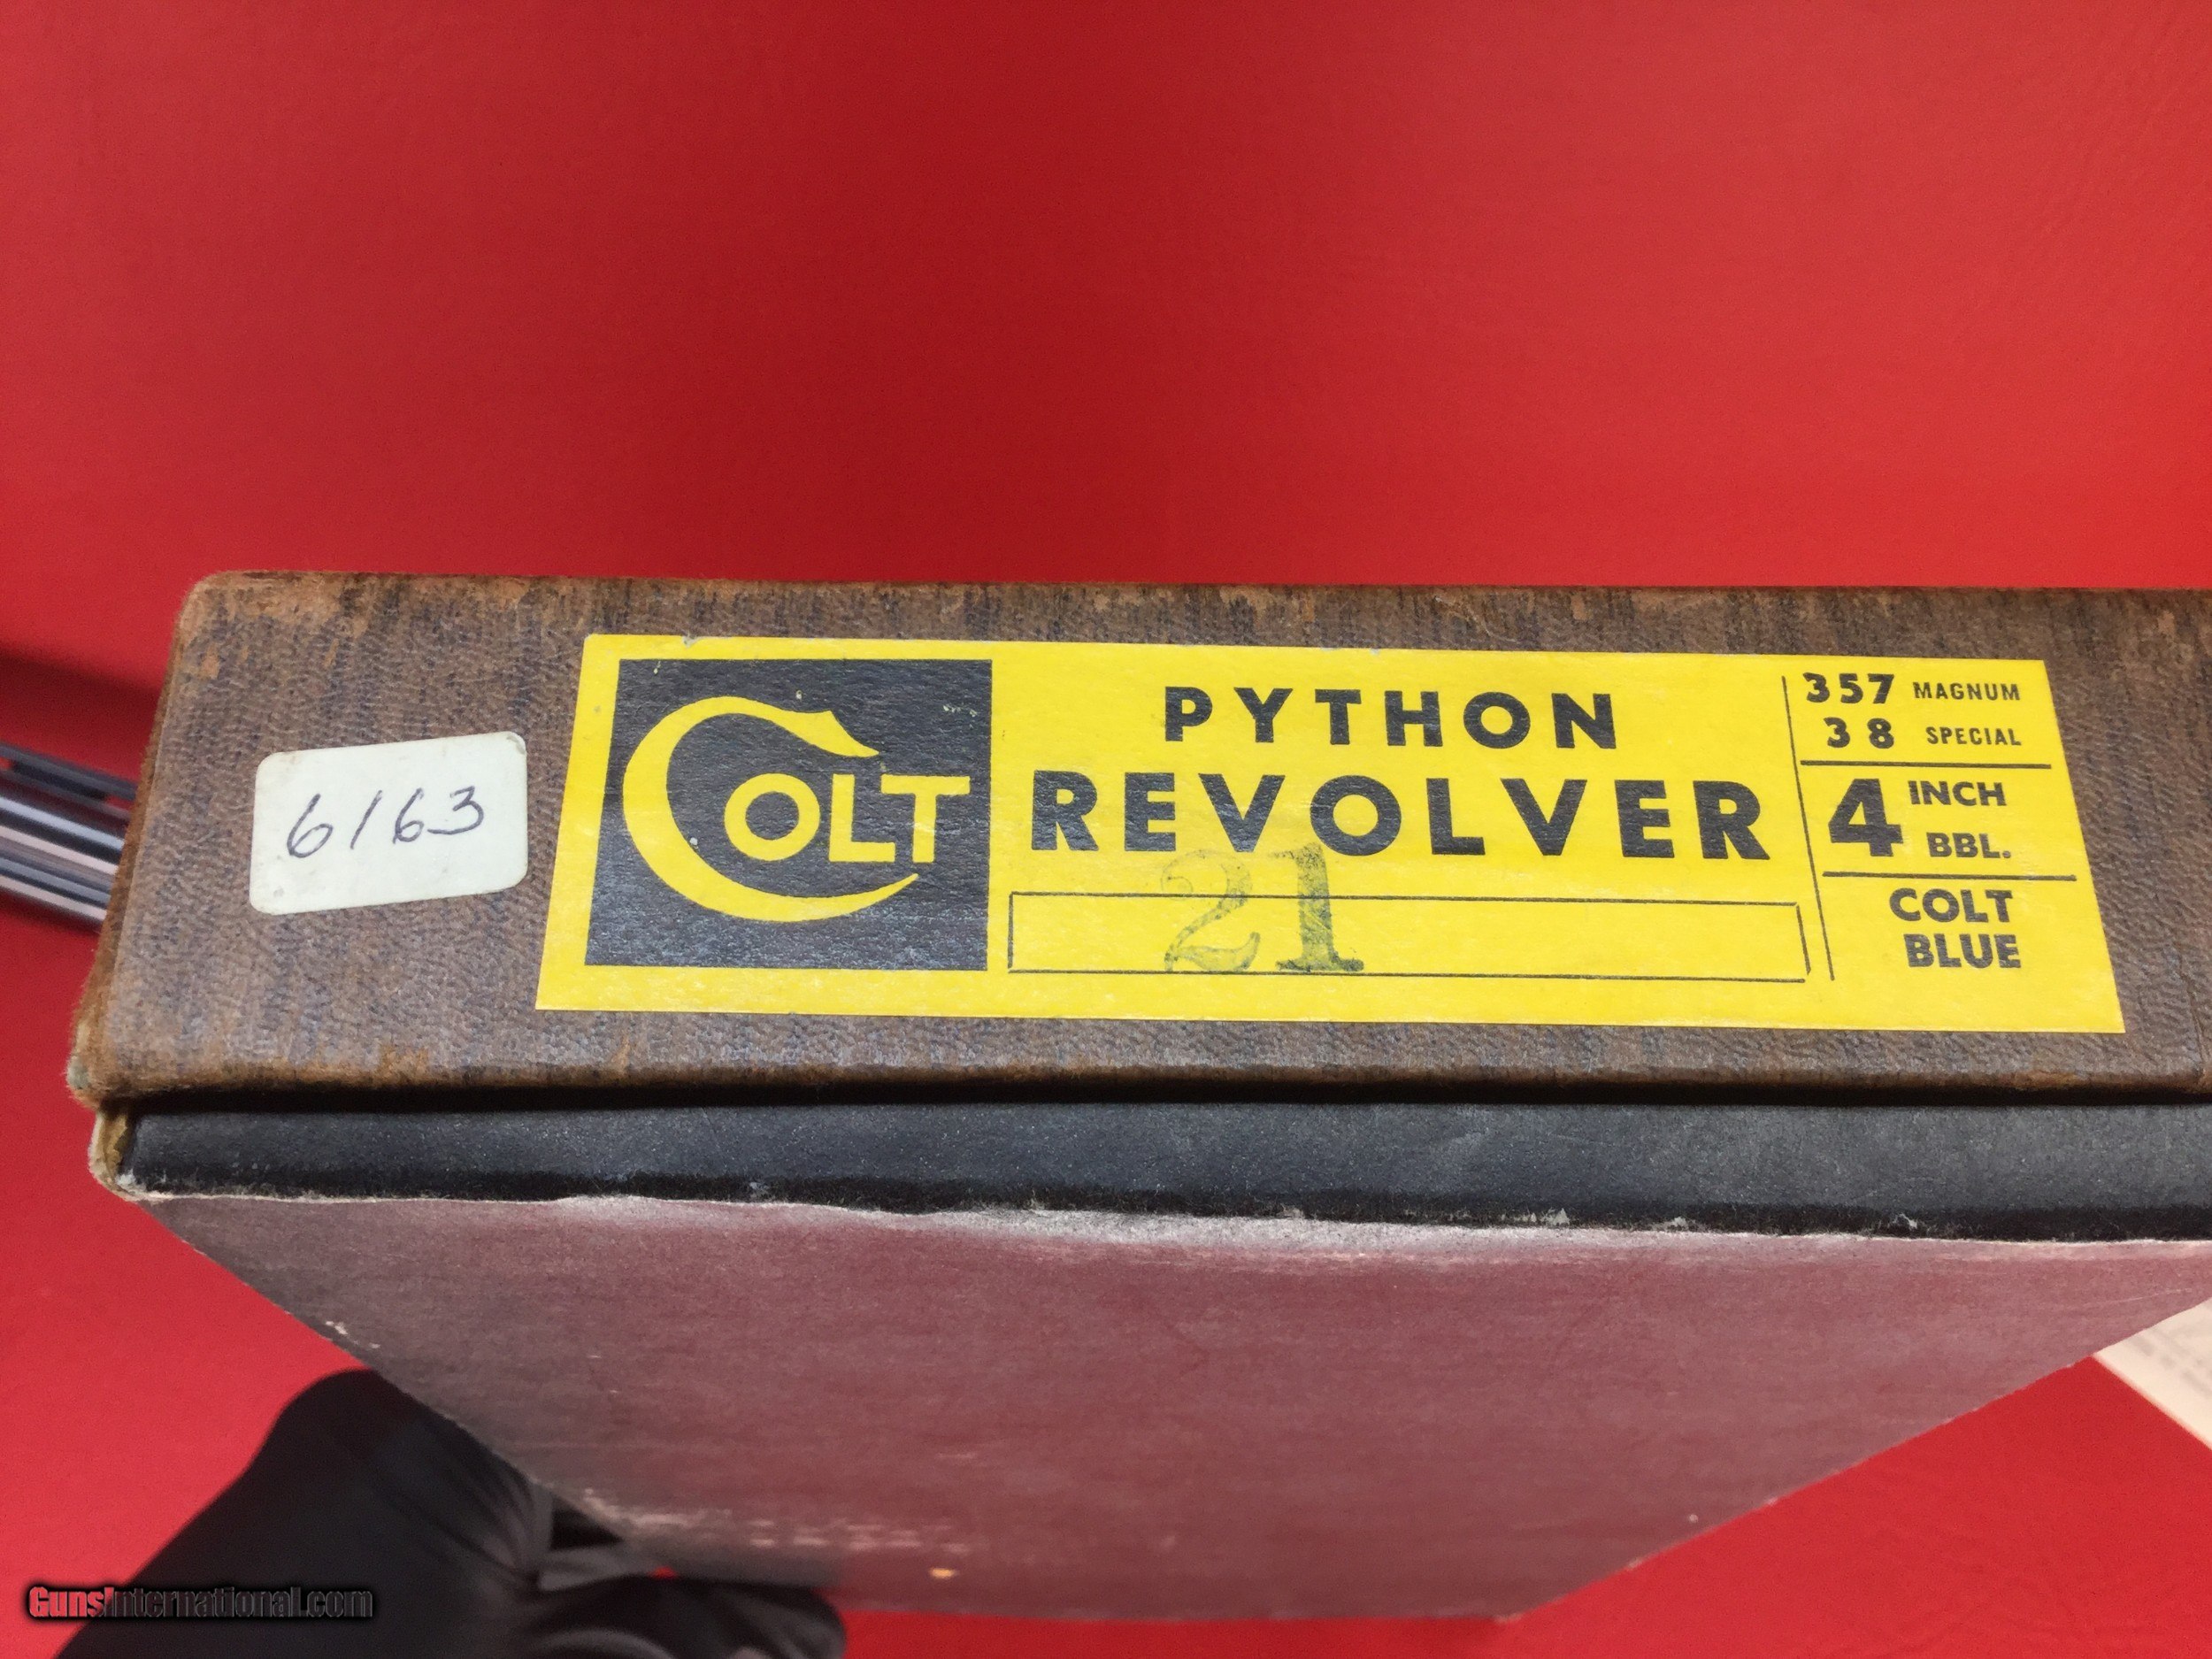 6163
COLT
PYTHON
REVOLVER
21
357 MAGNUM
38 SPECIAL
4 INCH
BBL.
COLT
BLUE
GunsInternational.com